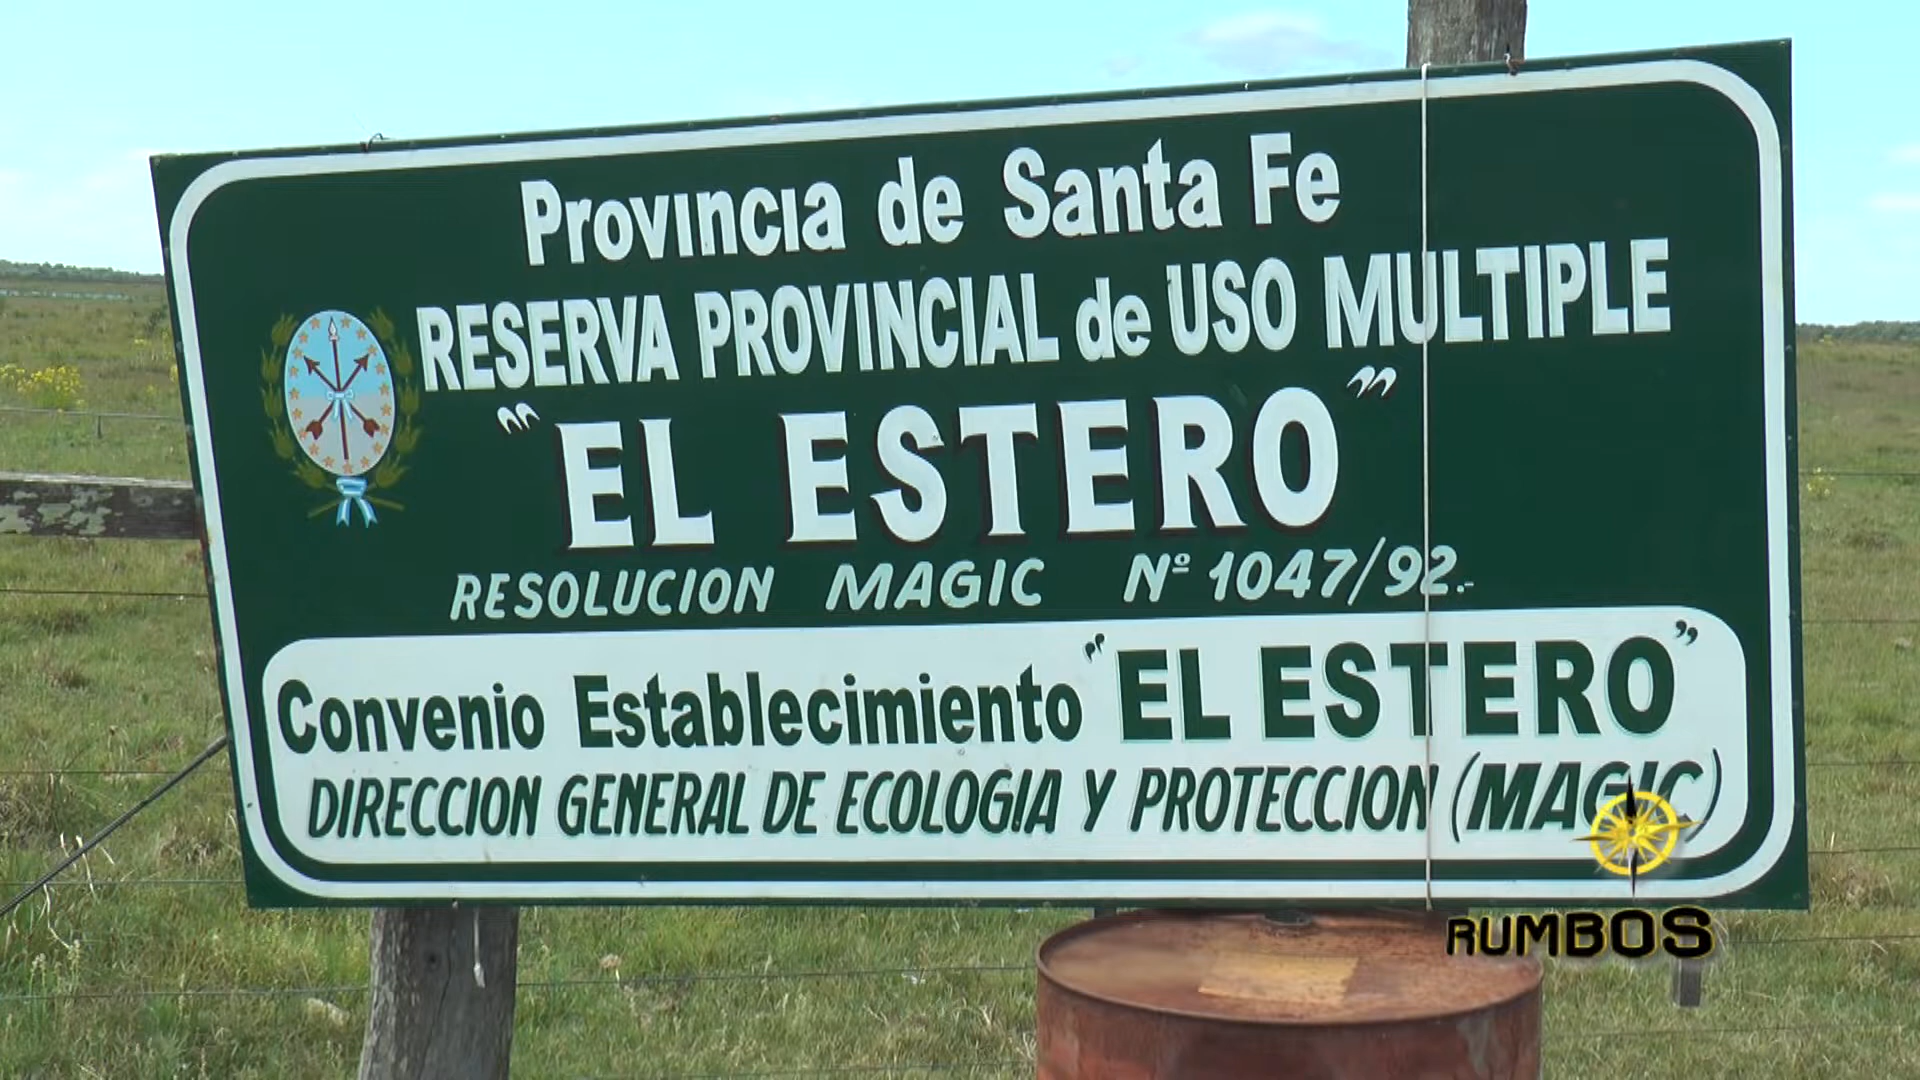 Provincia de Santa Fe
RESERVA PROVINCIAL de USO MULTIPLE
"EL ESTERO"
RESOLUCION MAGIC Nº 1047/92.-
Convenio Establecimiento "EL ESTERO"
DIRECCION GENERAL DE ECOLOGIA Y PROTECCION (MAGIC)
RUMBOS